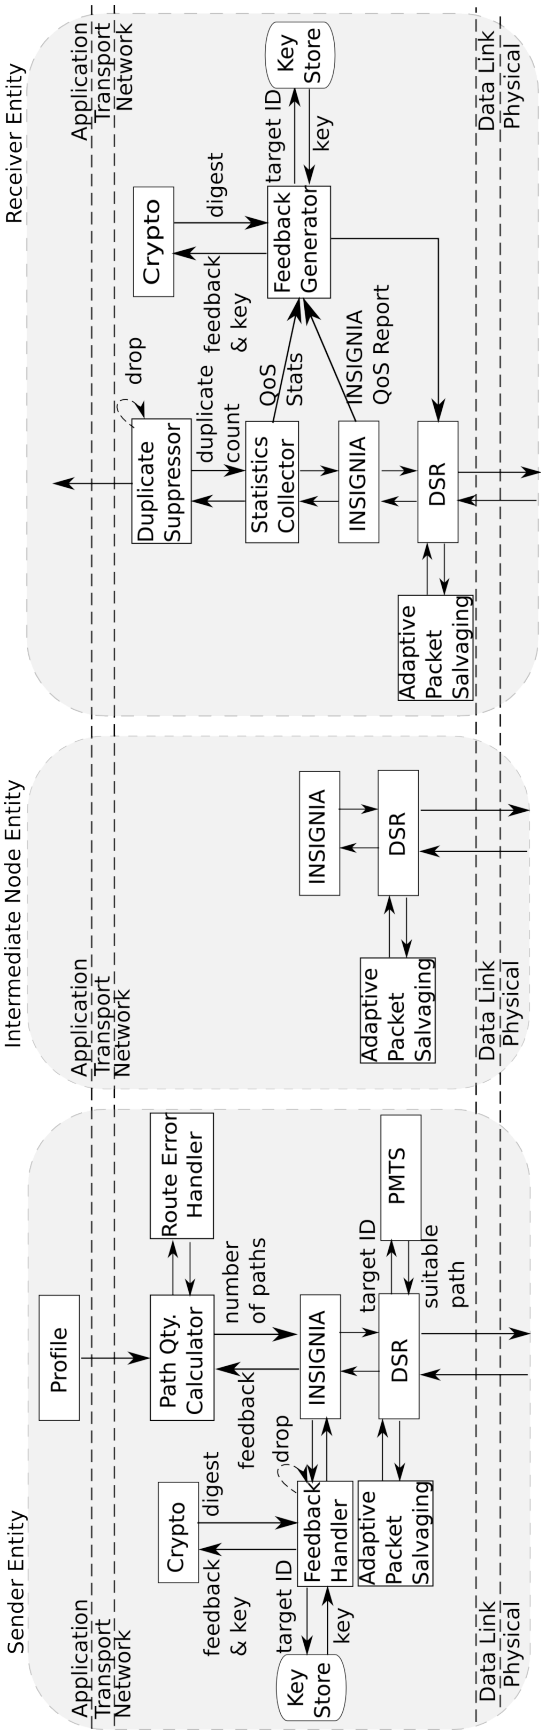 Sender Entity
Application
Transport
Network
Profile
Path Qty.
Calculator
Route Error
Handler
number
of paths
feedback
Crypto
digest
feedback
& key
drop
Key
Store
target ID
key
Feedback
Handler
INSIGNIA
target ID
suitable
path
PMTS
Adaptive
Packet
Salvaging
DSR
Data Link
Physical
Intermediate Node Entity
Application
Transport
Network
INSIGNIA
Adaptive
Packet
Salvaging
DSR
Data Link
Physical
Receiver Entity
Application
Transport
Network
drop
Duplicate
Suppressor
duplicate
count
Crypto
digest
feedback
& key
Statistics
Collector
QoS
Stats
Feedback
Generator
target ID
key
Key
Store
INSIGNIA
INSIGNIA
QoS Report
Adaptive
Packet
Salvaging
DSR
Data Link
Physical